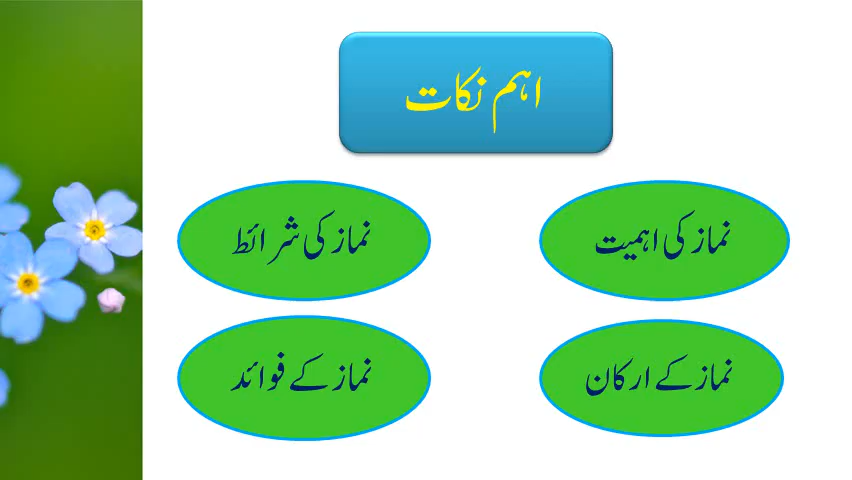 اہم نکات
نماز کی اہمیت
نماز کی شرائط
نماز کے ارکان
نماز کے فوائد